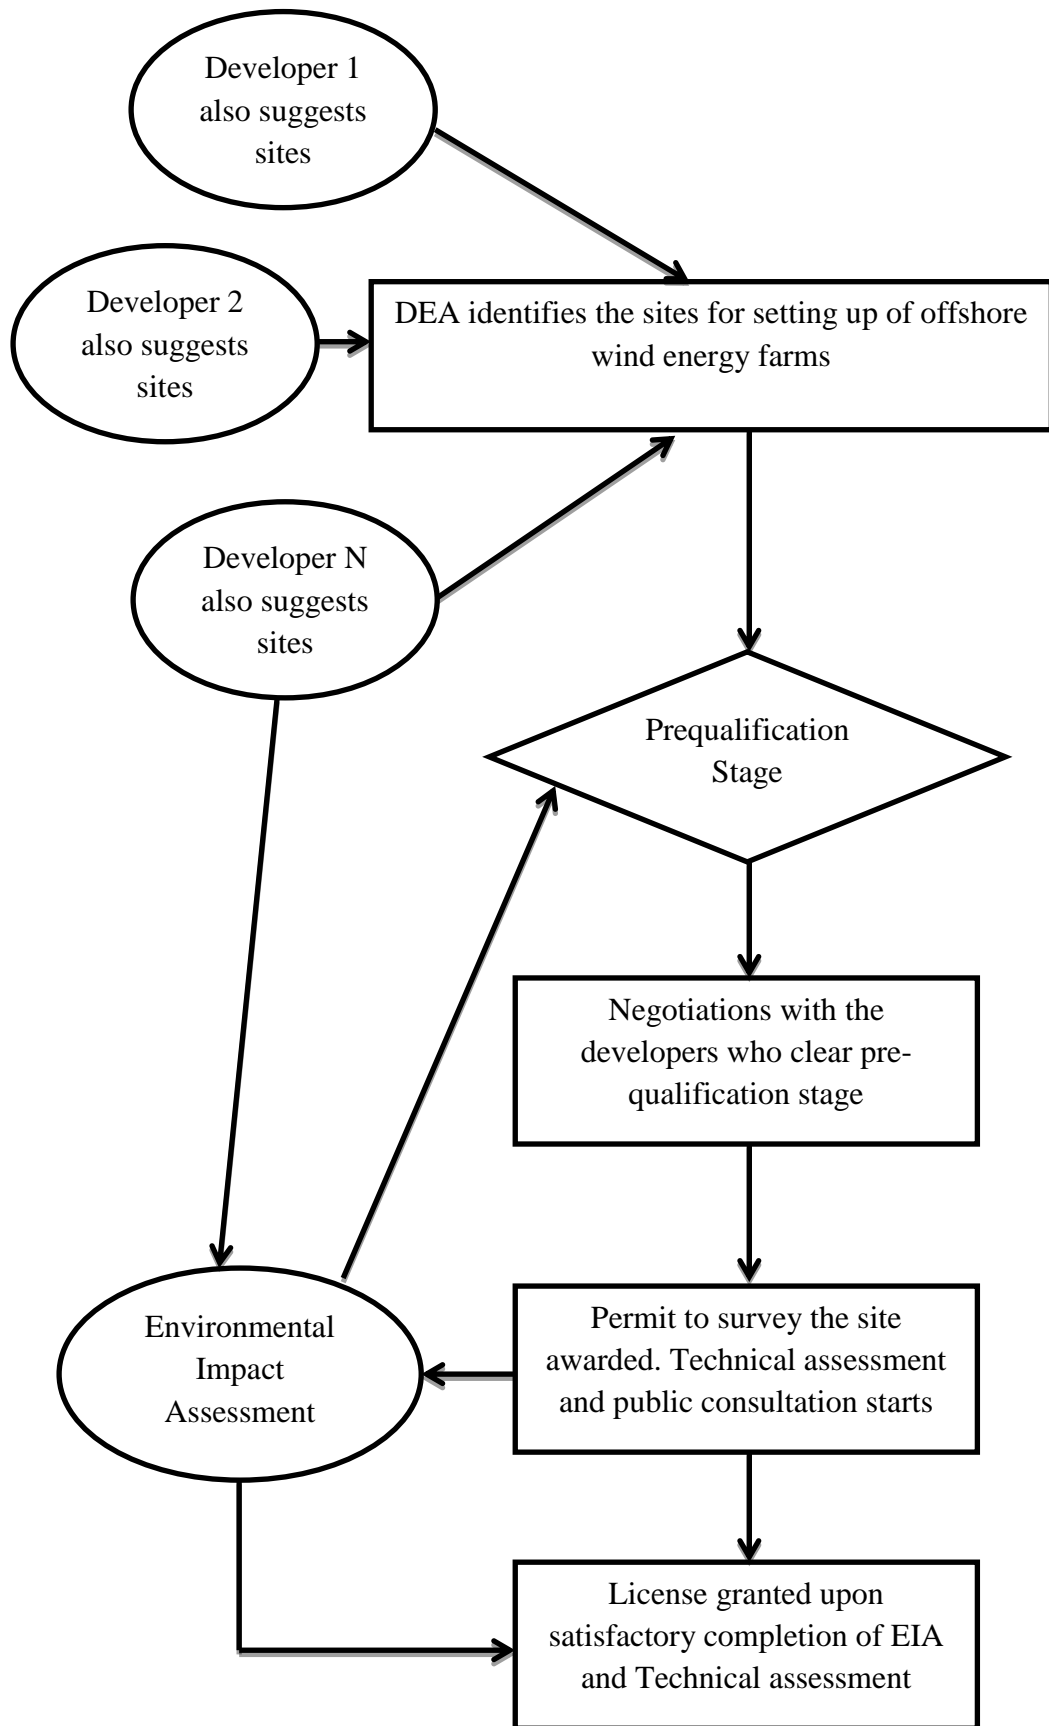 Developer 1
also suggests
sites
Developer 2
also suggests
sites
DEA identifies the sites for setting up of offshore
wind energy farms
Developer N
also suggests
sites
Prequalification
Stage
Negotiations with the
developers who clear pre-
qualification stage
Environmental
Impact
Assessment
Permit to survey the site
awarded. Technical assessment
and public consultation starts
License granted upon
satisfactory completion of EIA
and Technical assessment